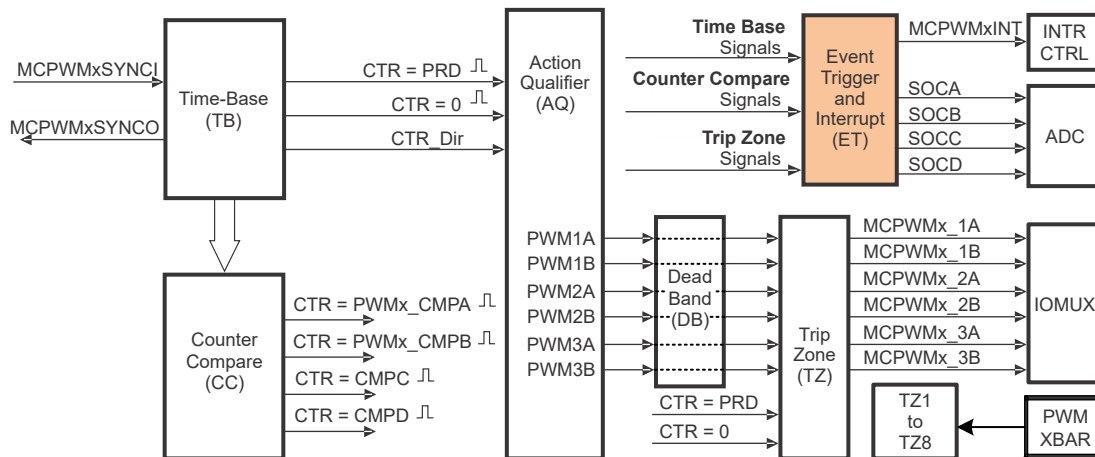 MCPWMxSYNCI
MCPWMxSYNCO
Time-Base
(TB)
CTR = PRD
CTR = 0
CTR_Dir
Action
Qualifier
(AQ)
Time Base
Signals
Counter Compare
Signals
Trip Zone
Signals
Event
Trigger
and
Interrupt
(ET)
MCPWMxINT
INTR
CTRL
SOCA
SOCB
SOCC
SOCD
ADC
Counter
Compare
(CC)
CTR = PWMx_CMPA
CTR = PWMx_CMPB
CTR = CMPC
CTR = CMPD
PWM1A
PWM1B
PWM2A
PWM2B
PWM3A
PWM3B
Dead
Band
(DB)
CTR = PRD
CTR = 0
Trip
Zone
(TZ)
MCPWMx_1A
MCPWMx_1B
MCPWMx_2A
MCPWMx_2B
MCPWMx_3A
MCPWMx_3B
IOMUX
TZ1
to
TZ8
PWM
XBAR